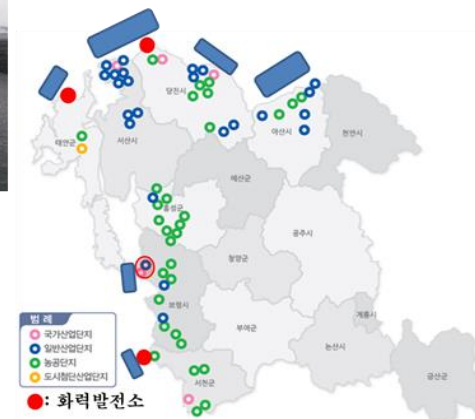 당진시
아산시
천안시
태안군
서산시
예산군
홍성군
공주시
청양군
보령시
부여군
계룡시
논산시
금산군
서천군
범 례
국가산업단지
일반산업단지
농공단지
도시첨단산업단지
: 화력발전소